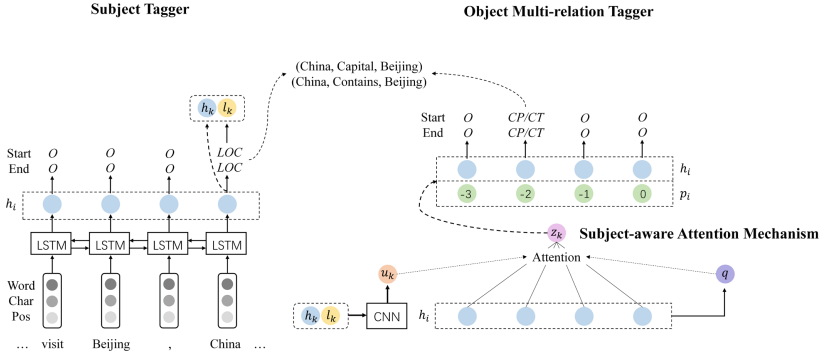 Subject Tagger
Object Multi-relation Tagger
(China, Capital, Beijing)
(China, Contains, Beijing)
h_k l_k
Start O O O LOC
End O O O LOC
h_i
LSTM LSTM LSTM LSTM
Word
Char
Pos
... visit Beijing , China ...
Start O CP/CT O O
End O CP/CT O O
h_i
-3 -2 -1 0 p_i
z_k Subject-aware Attention Mechanism
Attention
u_k q
h_k l_k CNN h_i